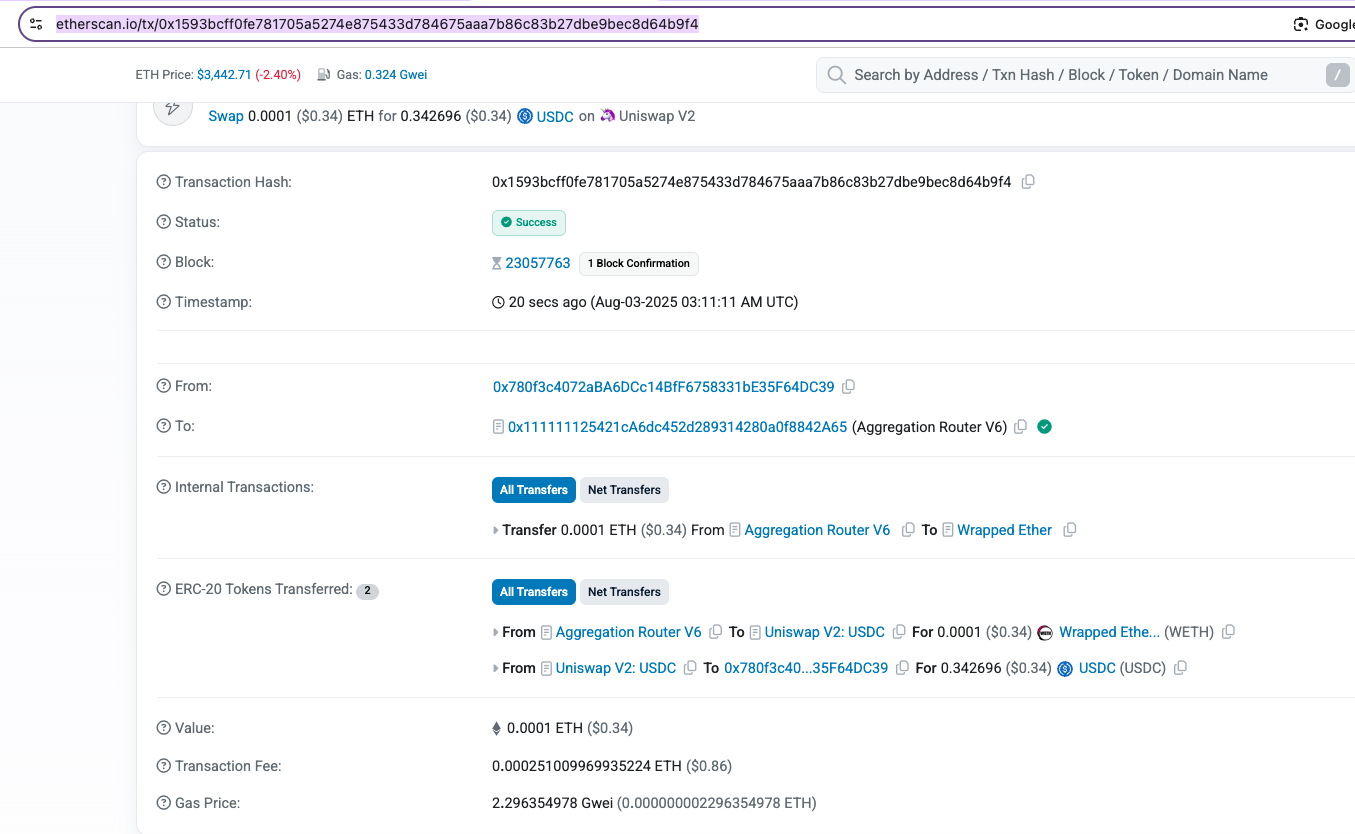 etherscan.io/tx/0x1593bcff0fe781705a5274e875433d784675aaa7b86c83b27dbe9bec8d64b9f4 Google
ETH Price: $3,442.71 (-2.40%) Gas: 0.324 Gwei Search by Address / Txn Hash / Block / Token / Domain Name /
Swap 0.0001 ($0.34) ETH for 0.342696 ($0.34) USDC on Uniswap V2
Transaction Hash: 0x1593bcff0fe781705a5274e875433d784675aaa7b86c83b27dbe9bec8d64b9f4
Status: Success
Block: 23057763 1 Block Confirmation
Timestamp: 20 secs ago (Aug-03-2025 03:11:11 AM UTC)
From: 0x780f3c4072aBA6DCc14BfF6758331bE35F64DC39
To: 0x111111125421cA6dc452d289314280a0f8842A65 (Aggregation Router V6)
Internal Transactions: All Transfers Net Transfers
Transfer 0.0001 ETH ($0.34) From Aggregation Router V6 To Wrapped Ether
ERC-20 Tokens Transferred: 2 All Transfers Net Transfers
From Aggregation Router V6 To Uniswap V2: USDC For 0.0001 ($0.34) Wrapped Ethe... (WETH)
From Uniswap V2: USDC To 0x780f3c40...35F64DC39 For 0.342696 ($0.34) USDC (USDC)
Value: 0.0001 ETH ($0.34)
Transaction Fee: 0.000251009969935224 ETH ($0.86)
Gas Price: 2.296354978 Gwei (0.000000002296354978 ETH)